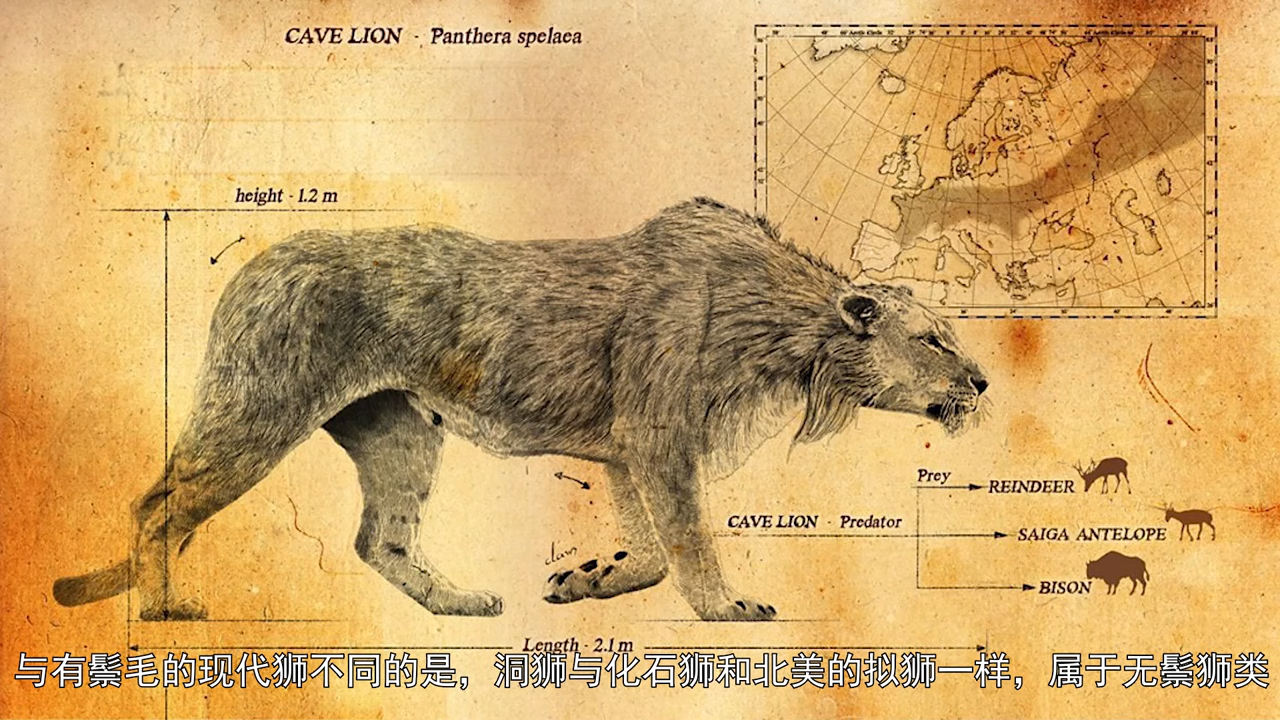 CAVE LION - Panthera spelaea
height - 1.2 m
Prey
REINDEER
CAVE LION - Predator
SAIGA ANTELOPE
claws
BISON
Length - 2.1 m
与有鬃毛的现代狮不同的是，洞狮与化石狮和北美的拟狮一样，属于无鬃狮类